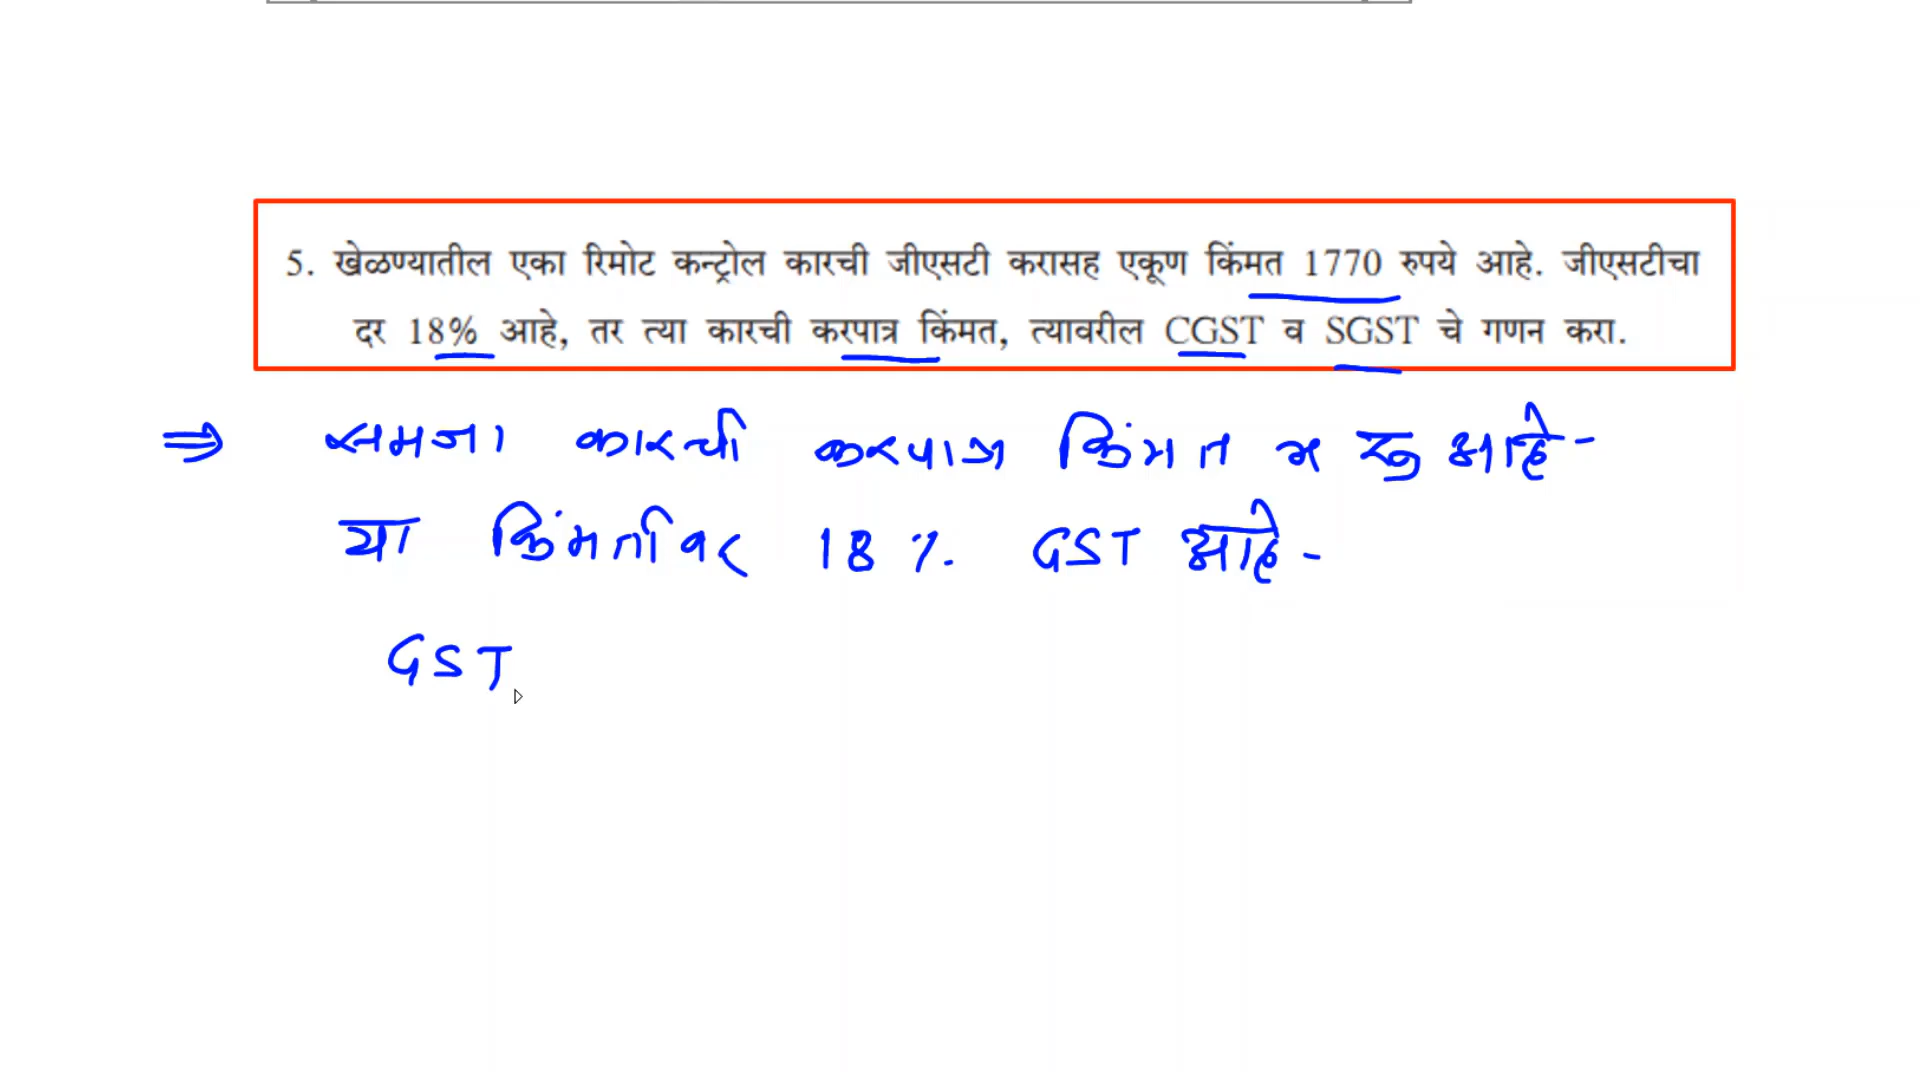 5. खेळण्यातील एका रिमोट कन्ट्रोल कारची जीएसटी करासह एकूण किंमत 1770 रुपये आहे. जीएसटीचा
दर 18% आहे, तर त्या कारची करपात्र किंमत, त्यावरील CGST व SGST चे गणन करा.
⇒ समजा कारची करपात्र किंमत x रु आहे.
या किंमतीवर 18 %. GST आहे.
GST